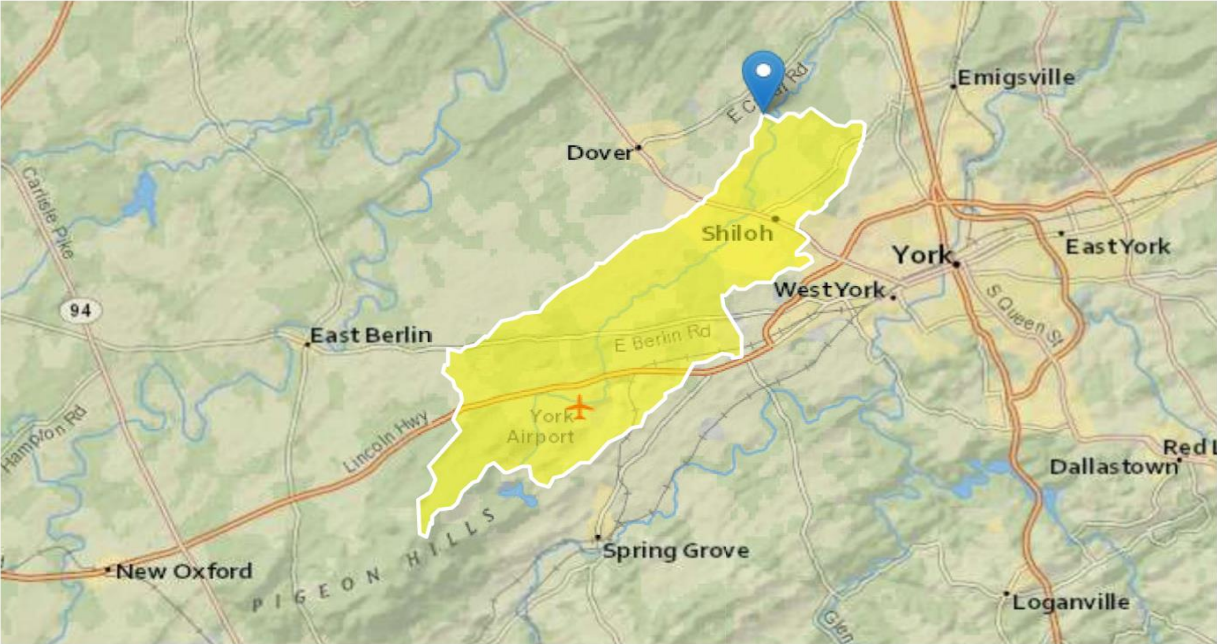 Emigsville
E C
Rd
Dover
Carlisle Pike
Shiloh
East York
York
West York
94
S Queen St
East Berlin
E Berlin Rd
Hampton Rd
Lincoln Hwy
York
Airport
Red L
Dallastown
PIGEON HILLS
Spring Grove
New Oxford
Loganville
Glen